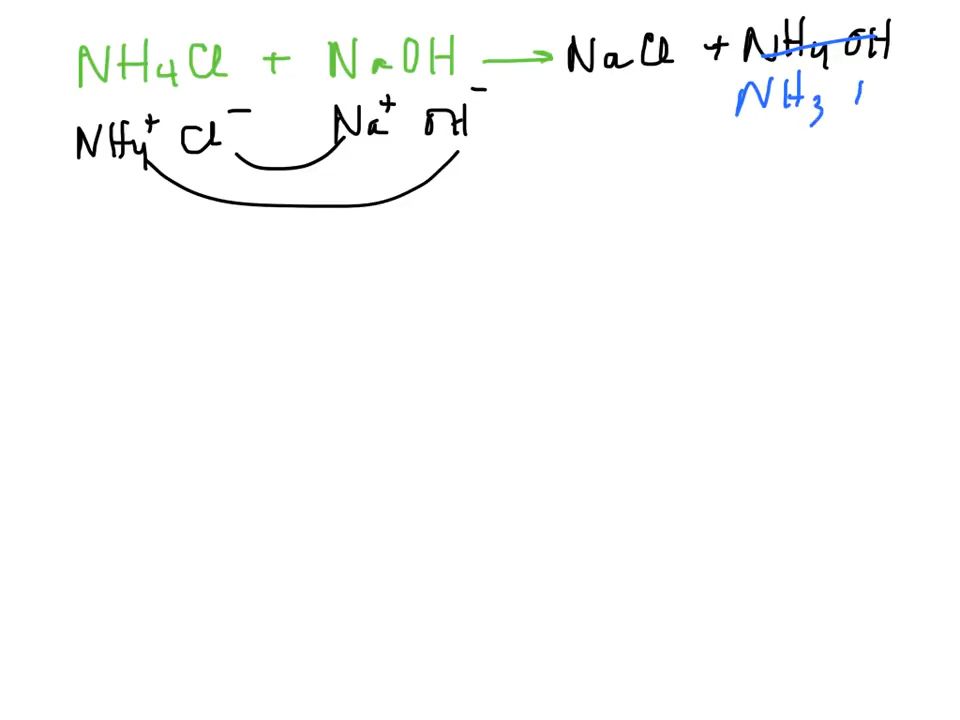 NH₄Cl + NaOH ⟶ NaCl + NH₄OH
NH₃
NH₄⁺ Cl⁻ Na⁺ OH⁻